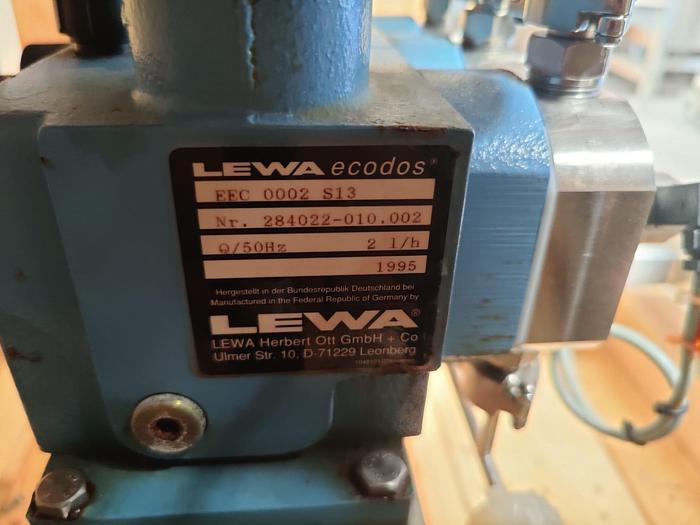 LEWA ecodos®
EEC 0002 S13
Nr. 284022-010.002
Q/50Hz 2 l/h
1995
Hergestellt in der Bundesrepublik Deutschland bei
Manufactured in the Federal Republic of Germany by
LEWA®
LEWA Herbert Ott GmbH + Co
Ulmer Str. 10, D-71229 Leonberg